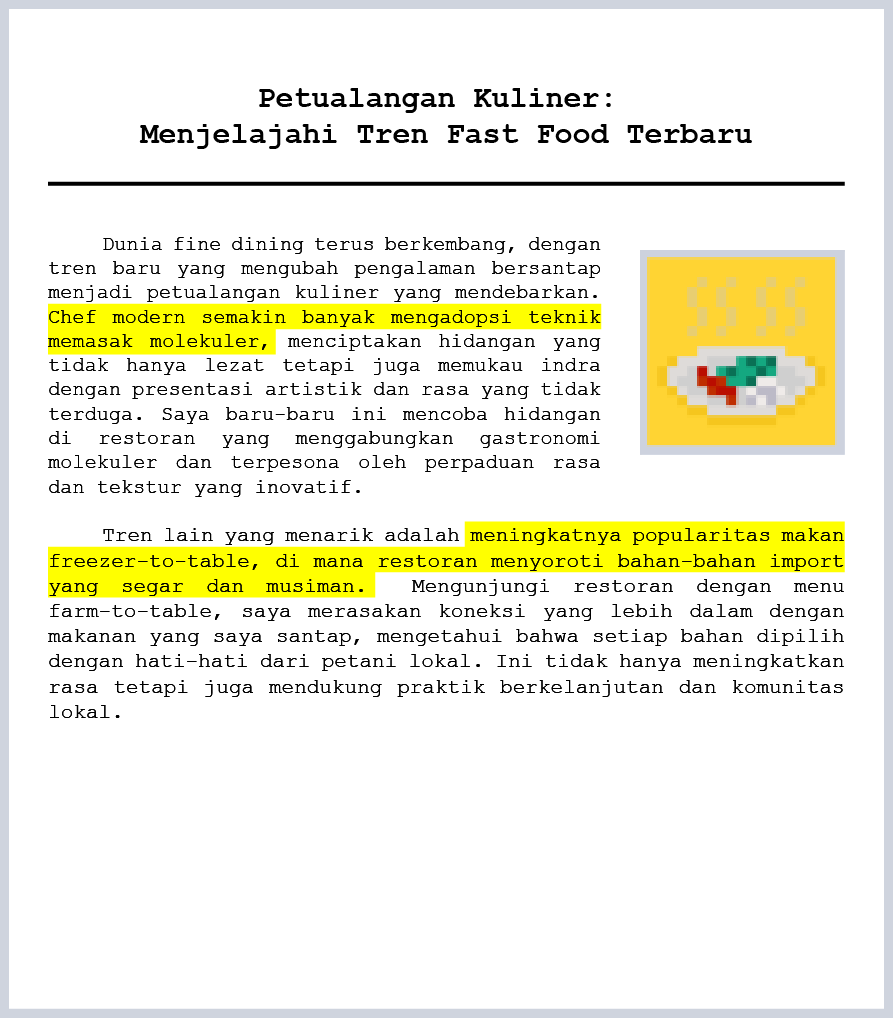 Petualangan Kuliner:
Menjelajahi Tren Fast Food Terbaru
Dunia fine dining terus berkembang, dengan
tren baru yang mengubah pengalaman bersantap
menjadi petualangan kuliner yang mendebarkan.
Chef modern semakin banyak mengadopsi teknik
memasak molekuler, menciptakan hidangan yang
tidak hanya lezat tetapi juga memukau indra
dengan presentasi artistik dan rasa yang tidak
terduga. Saya baru-baru ini mencoba hidangan
di restoran yang menggabungkan gastronomi
molekuler dan terpesona oleh perpaduan rasa
dan tekstur yang inovatif.
Tren lain yang menarik adalah meningkatnya popularitas makan
freezer-to-table, di mana restoran menyoroti bahan-bahan import
yang segar dan musiman. Mengunjungi restoran dengan menu
farm-to-table, saya merasakan koneksi yang lebih dalam dengan
makanan yang saya santap, mengetahui bahwa setiap bahan dipilih
dengan hati-hati dari petani lokal. Ini tidak hanya meningkatkan
rasa tetapi juga mendukung praktik berkelanjutan dan komunitas
lokal.